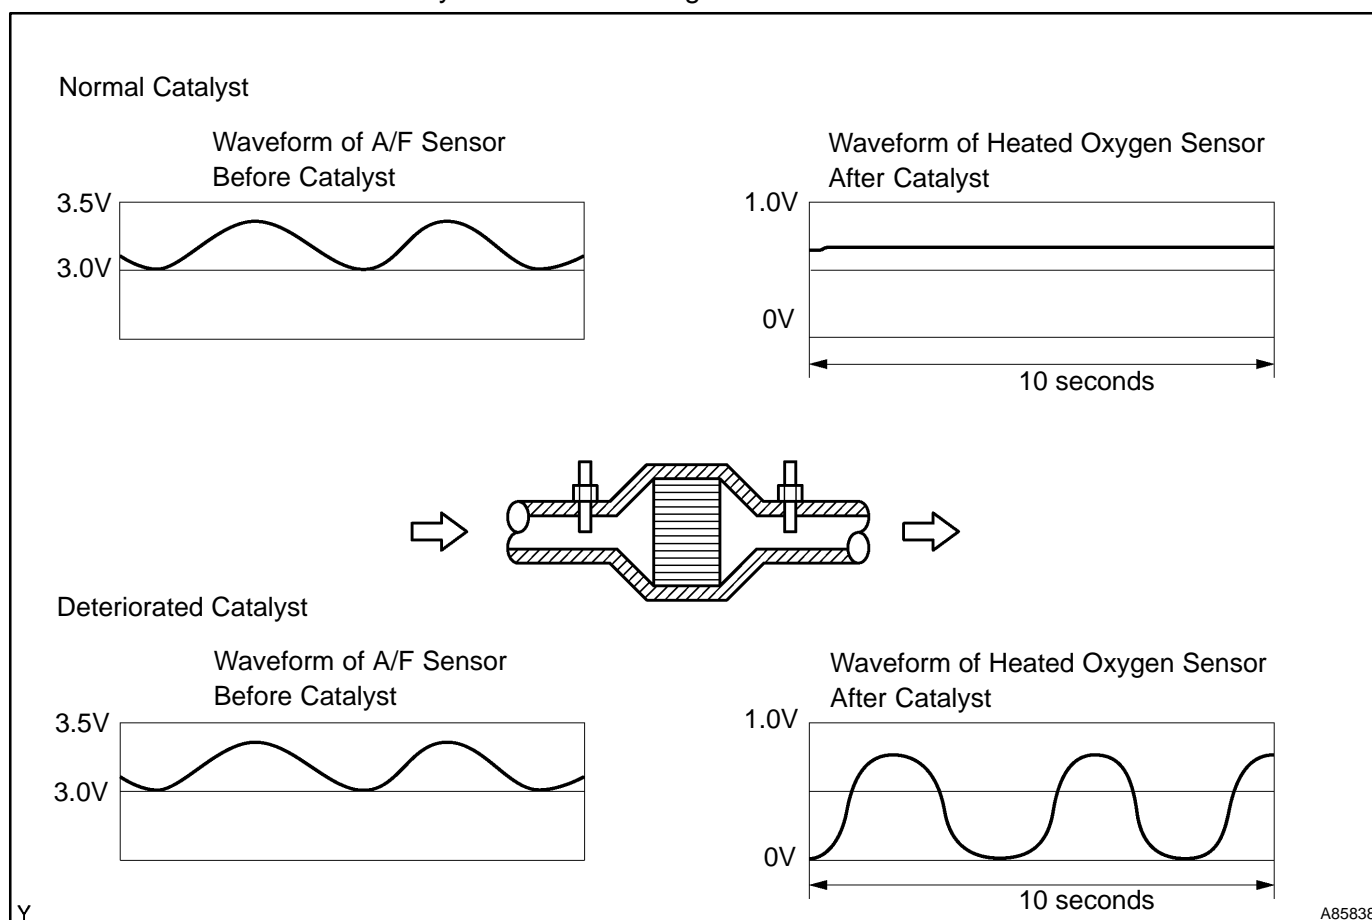 Normal Catalyst
Waveform of A/F Sensor
Before Catalyst
3.5V
3.0V
Waveform of Heated Oxygen Sensor
After Catalyst
1.0V
0V
10 seconds
Deteriorated Catalyst
Waveform of A/F Sensor
Before Catalyst
3.5V
3.0V
Waveform of Heated Oxygen Sensor
After Catalyst
1.0V
0V
10 seconds
Y
A85838